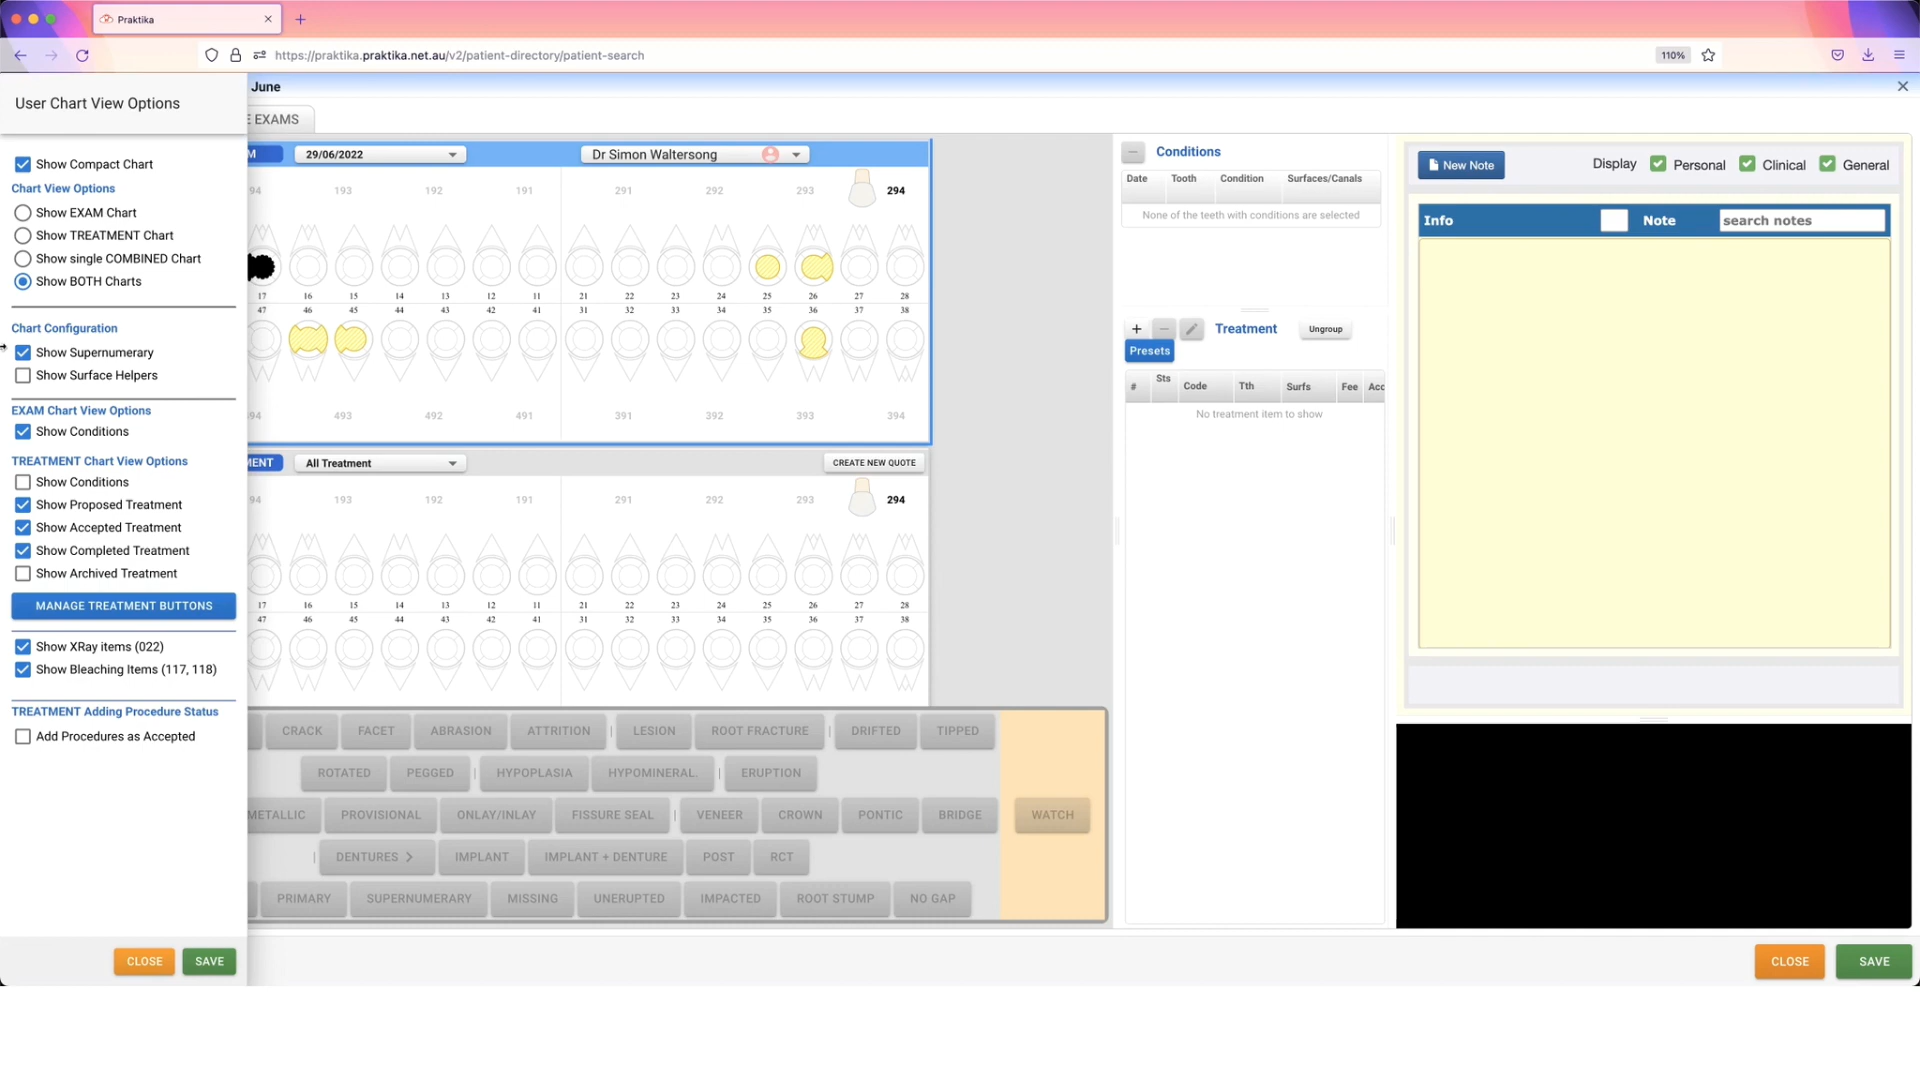 Praktika
https://praktika.praktika.net.au/v2/patient-directory/patient-search
110%
User Chart View Options
Show Compact Chart
Chart View Options
Show EXAM Chart
Show TREATMENT Chart
Show single COMBINED Chart
Show BOTH Charts
Chart Configuration
Show Supernumerary
Show Surface Helpers
EXAM Chart View Options
Show Conditions
TREATMENT Chart View Options
Show Conditions
Show Proposed Treatment
Show Accepted Treatment
Show Completed Treatment
Show Archived Treatment
MANAGE TREATMENT BUTTONS
Show XRay items (022)
Show Bleaching Items (117, 118)
TREATMENT Adding Procedure Status
Add Procedures as Accepted
CLOSE SAVE
June
E EXAMS
M 29/06/2022 Dr Simon Waltersong
94 193 192 191 291 292 293 294
17 16 15 14 13 12 11 21 22 23 24 25 26 27 28
47 46 45 44 43 42 41 31 32 33 34 35 36 37 38
94 493 492 491 391 392 393 394
MENT All Treatment CREATE NEW QUOTE
94 193 192 191 291 292 293 294
17 16 15 14 13 12 11 21 22 23 24 25 26 27 28
47 46 45 44 43 42 41 31 32 33 34 35 36 37 38
CRACK FACET ABRASION ATTRITION | LESION ROOT FRACTURE | DRIFTED TIPPED
ROTATED PEGGED | HYPOPLASIA HYPOMINERAL. | ERUPTION
METALLIC PROVISIONAL ONLAY/INLAY FISSURE SEAL | VENEER CROWN PONTIC BRIDGE WATCH
| DENTURES > IMPLANT IMPLANT + DENTURE POST RCT
PRIMARY SUPERNUMERARY MISSING UNERUPTED IMPACTED ROOT STUMP NO GAP
Conditions
Date Tooth Condition Surfaces/Canals
None of the teeth with conditions are selected
+ − Treatment Ungroup
Presets
# Sts Code Tth Surfs Fee Acc
No treatment item to show
New Note Display Personal Clinical General
Info Note search notes
CLOSE SAVE